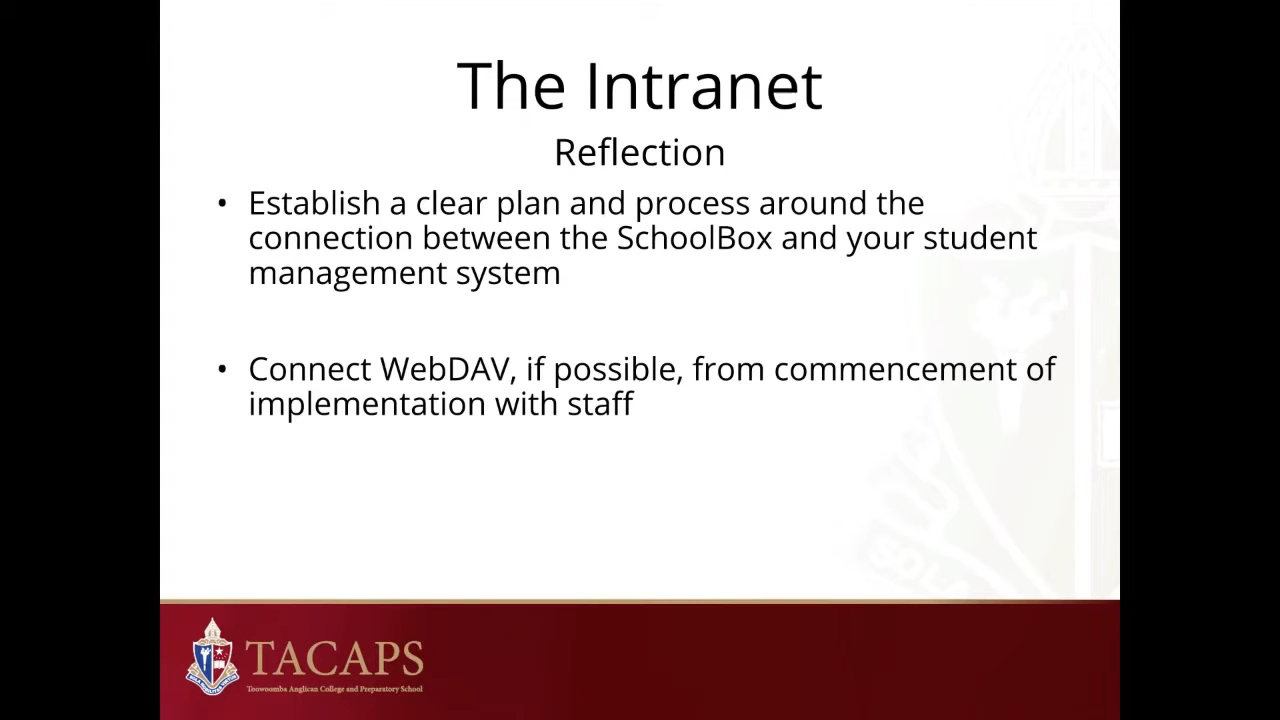 The Intranet
Reflection
• Establish a clear plan and process around the
connection between the SchoolBox and your student
management system
• Connect WebDAV, if possible, from commencement of
implementation with staff
TACAPS
Toowoomba Anglican College and Preparatory School